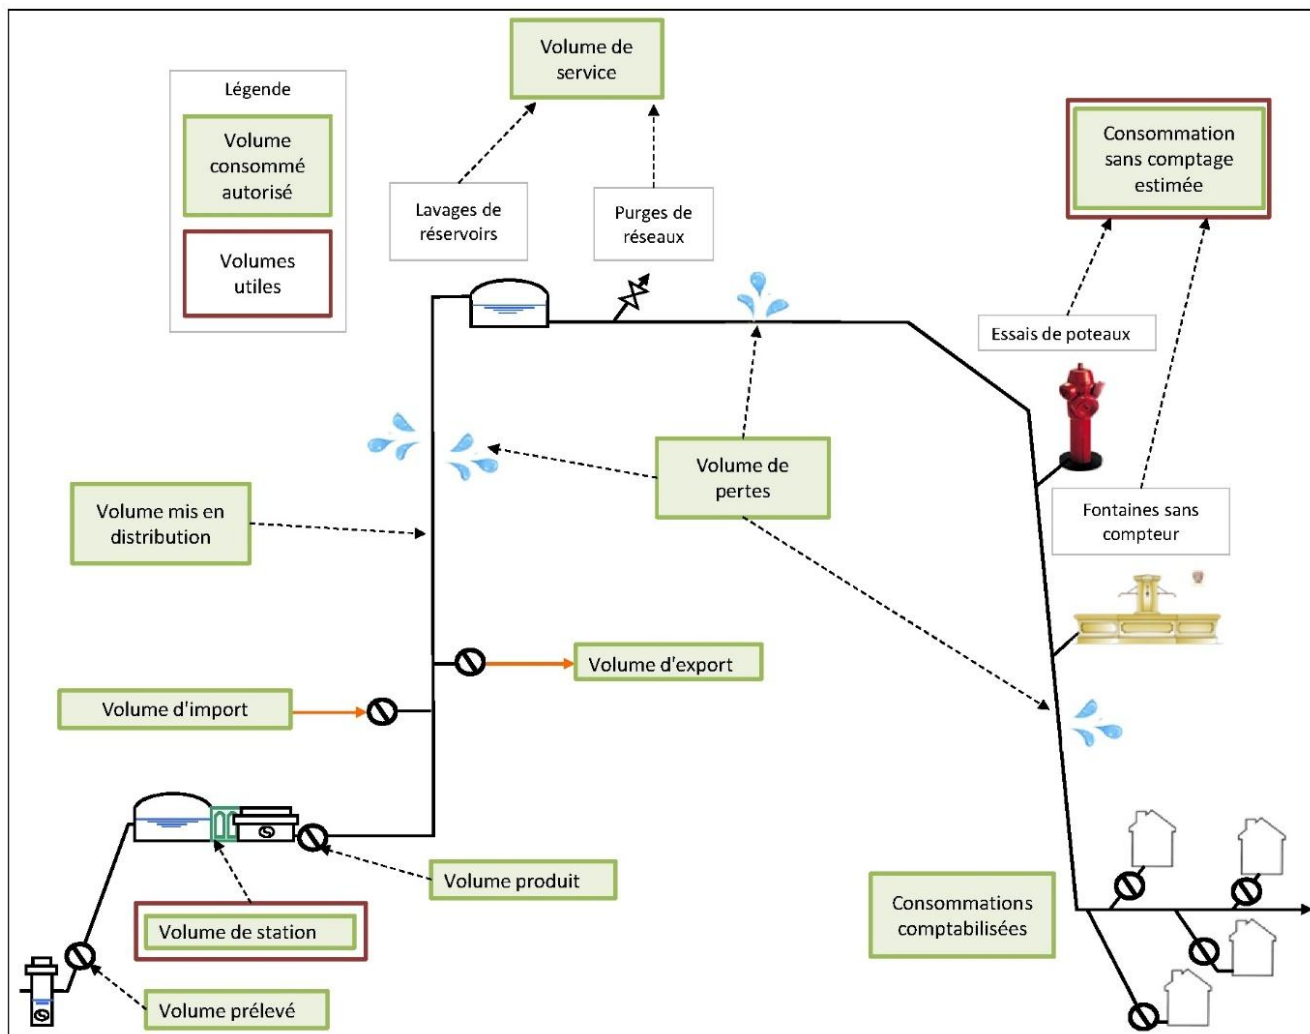 Volume de
service
Légende
Volume
consommé
autorisé
Volumes
utiles
Consommation
sans comptage
estimée
Lavages de
réservoirs
Purges de
réseaux
Essais de poteaux
Volume de
pertes
Volume mis en
distribution
Fontaines sans
compteur
Volume d'export
Volume d'import
Volume produit
Consommations
comptabilisées
Volume de station
Volume prélevé